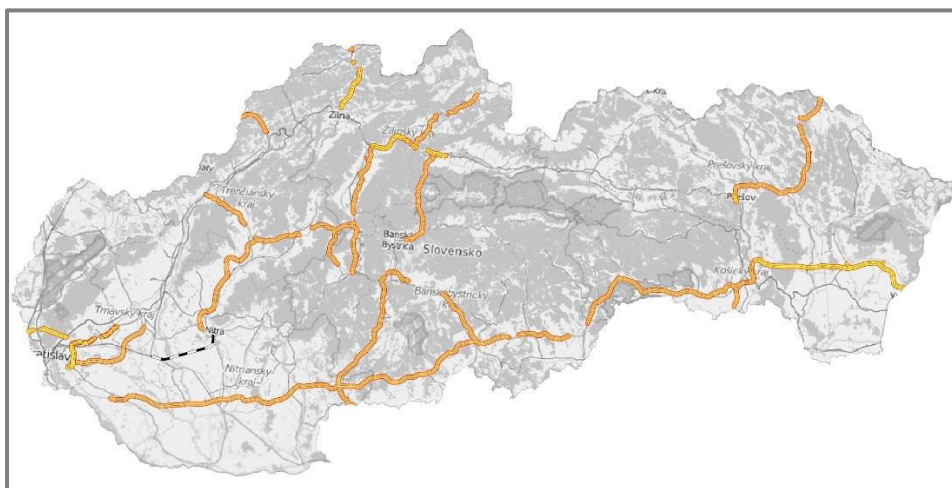 Žilina
Žilinský kraj
Prešovský kraj
Prešov
Trenčiansky
kraj
Banská
Bystrica
Slovensko
Košický kraj
Banskobystrický
Trnavský kraj
Nitra
ratislav
Nitriansky
kraj